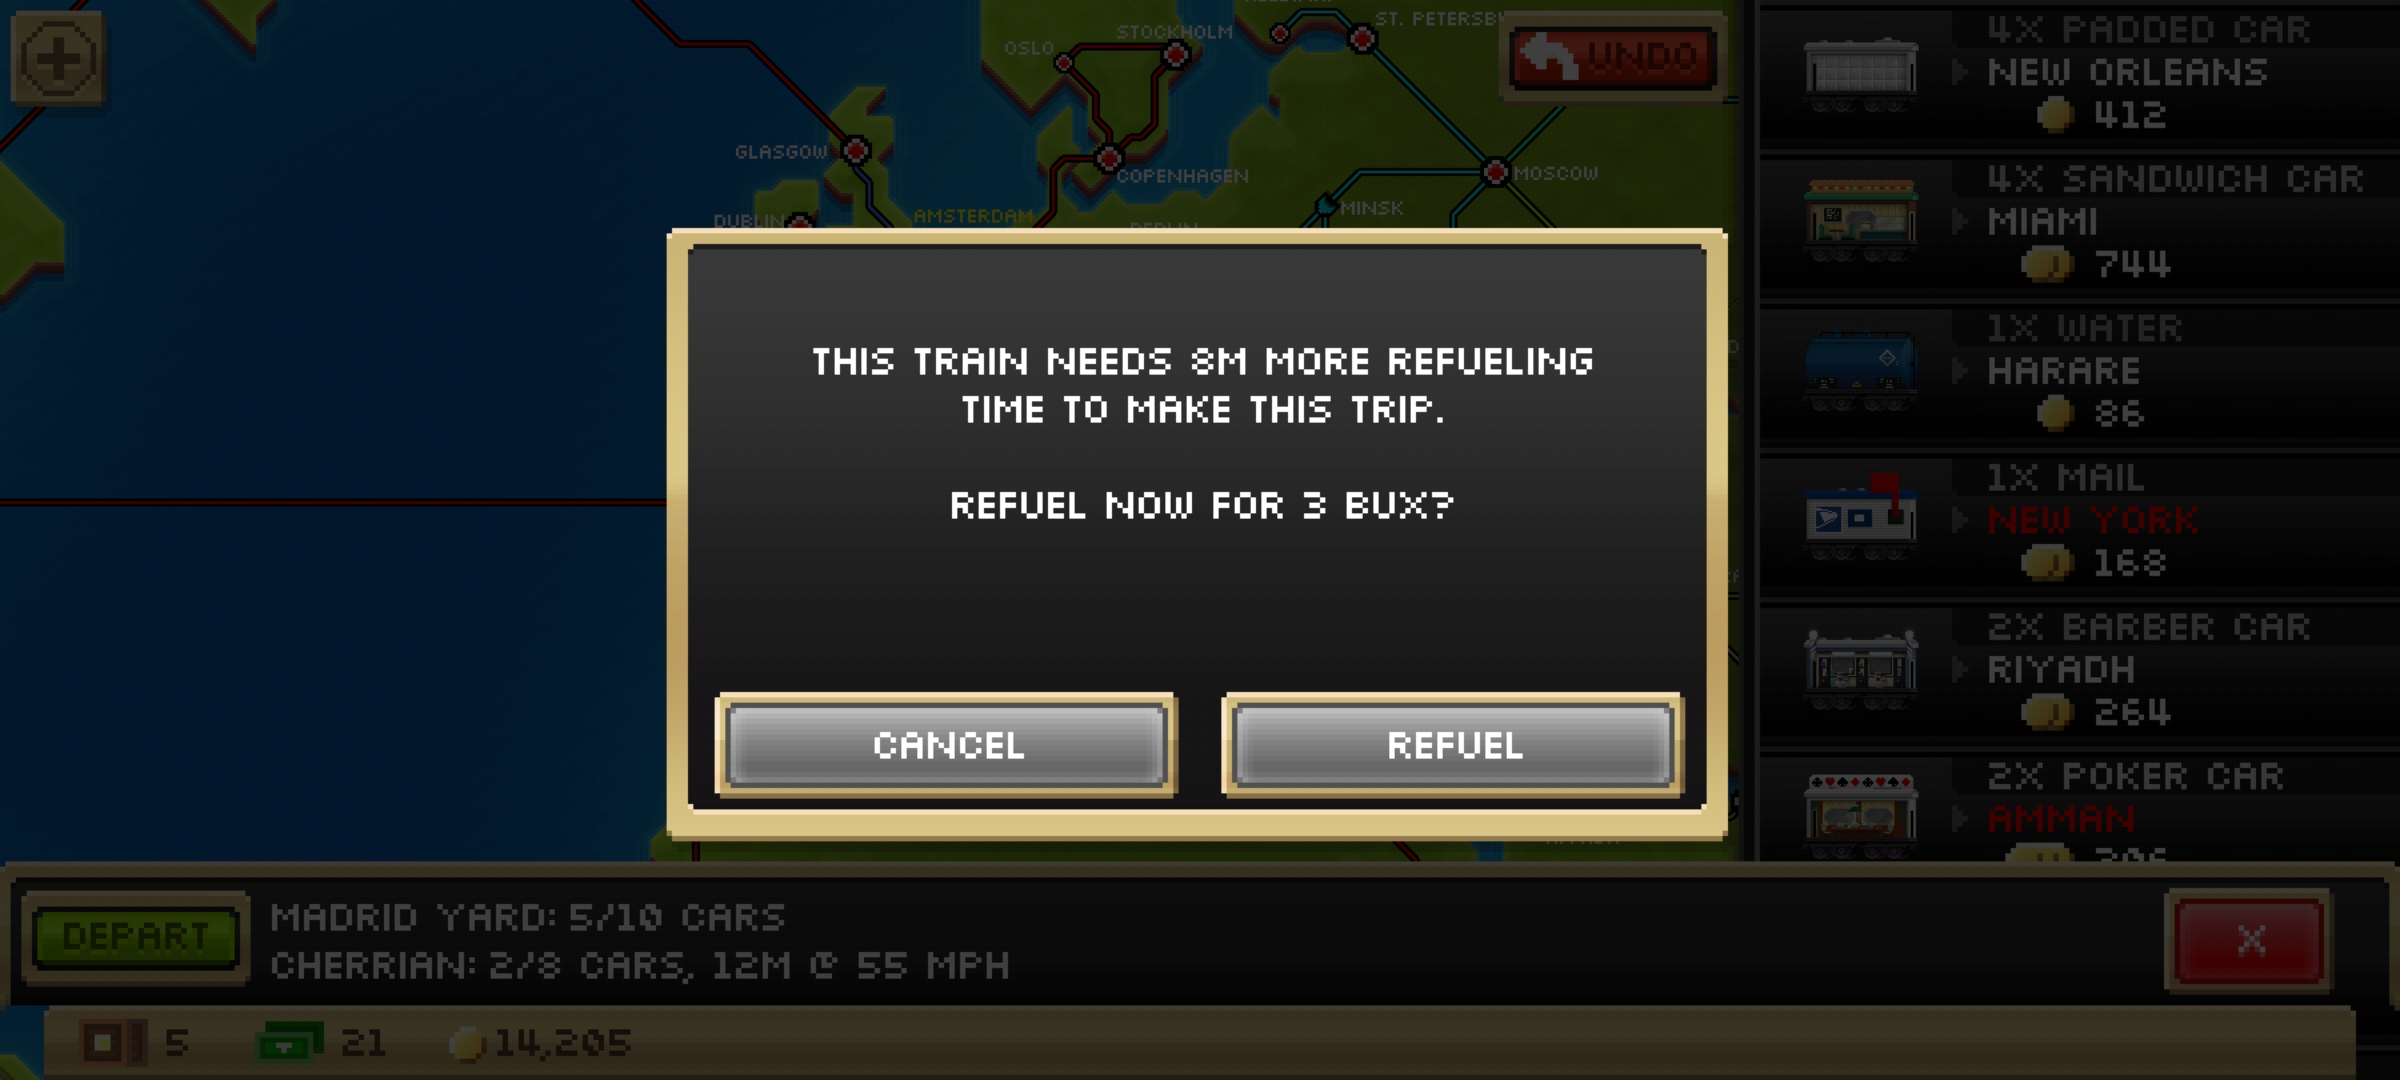 OSLO
STOCKHOLM
UNDO
GLASGOW
COPENHAGEN
MOSCOW
MINSK
DUBLIN
AMSTERDAM
THIS TRAIN NEEDS 8M MORE REFUELING
TIME TO MAKE THIS TRIP.
REFUEL NOW FOR 3 BUX?
CANCEL
REFUEL
4X PADDED CAR
NEW ORLEANS
412
4X SANDWICH CAR
MIAMI
744
1X WATER
HARARE
86
1X MAIL
NEW YORK
168
2X BARBER CAR
RIYADH
264
2X POKER CAR
AMMAN
DEPART
MADRID YARD: 5/10 CARS
CHERRIAN: 2/8 CARS, 12M @ 55 MPH
X
5
21
14,205